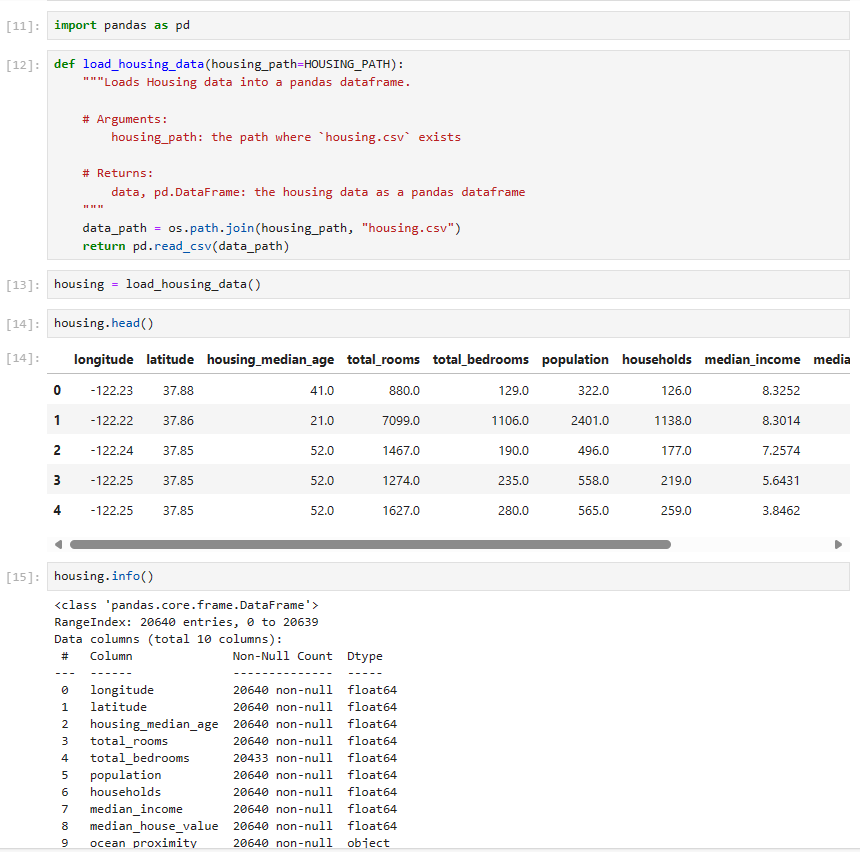 [11]: import pandas as pd
[12]: def load_housing_data(housing_path=HOUSING_PATH):
"""Loads Housing data into a pandas dataframe.
# Arguments:
housing_path: the path where `housing.csv` exists
# Returns:
data, pd.DataFrame: the housing data as a pandas dataframe
"""
data_path = os.path.join(housing_path, "housing.csv")
return pd.read_csv(data_path)
[13]: housing = load_housing_data()
[14]: housing.head()
[14]: longitude latitude housing_median_age total_rooms total_bedrooms population households median_income media
0 -122.23 37.88 41.0 880.0 129.0 322.0 126.0 8.3252
1 -122.22 37.86 21.0 7099.0 1106.0 2401.0 1138.0 8.3014
2 -122.24 37.85 52.0 1467.0 190.0 496.0 177.0 7.2574
3 -122.25 37.85 52.0 1274.0 235.0 558.0 219.0 5.6431
4 -122.25 37.85 52.0 1627.0 280.0 565.0 259.0 3.8462
[15]: housing.info()
<class 'pandas.core.frame.DataFrame'>
RangeIndex: 20640 entries, 0 to 20639
Data columns (total 10 columns):
# Column Non-Null Count Dtype
--- ------ -------------- -----
0 longitude 20640 non-null float64
1 latitude 20640 non-null float64
2 housing_median_age 20640 non-null float64
3 total_rooms 20640 non-null float64
4 total_bedrooms 20433 non-null float64
5 population 20640 non-null float64
6 households 20640 non-null float64
7 median_income 20640 non-null float64
8 median_house_value 20640 non-null float64
9 ocean_proximity 20640 non-null object